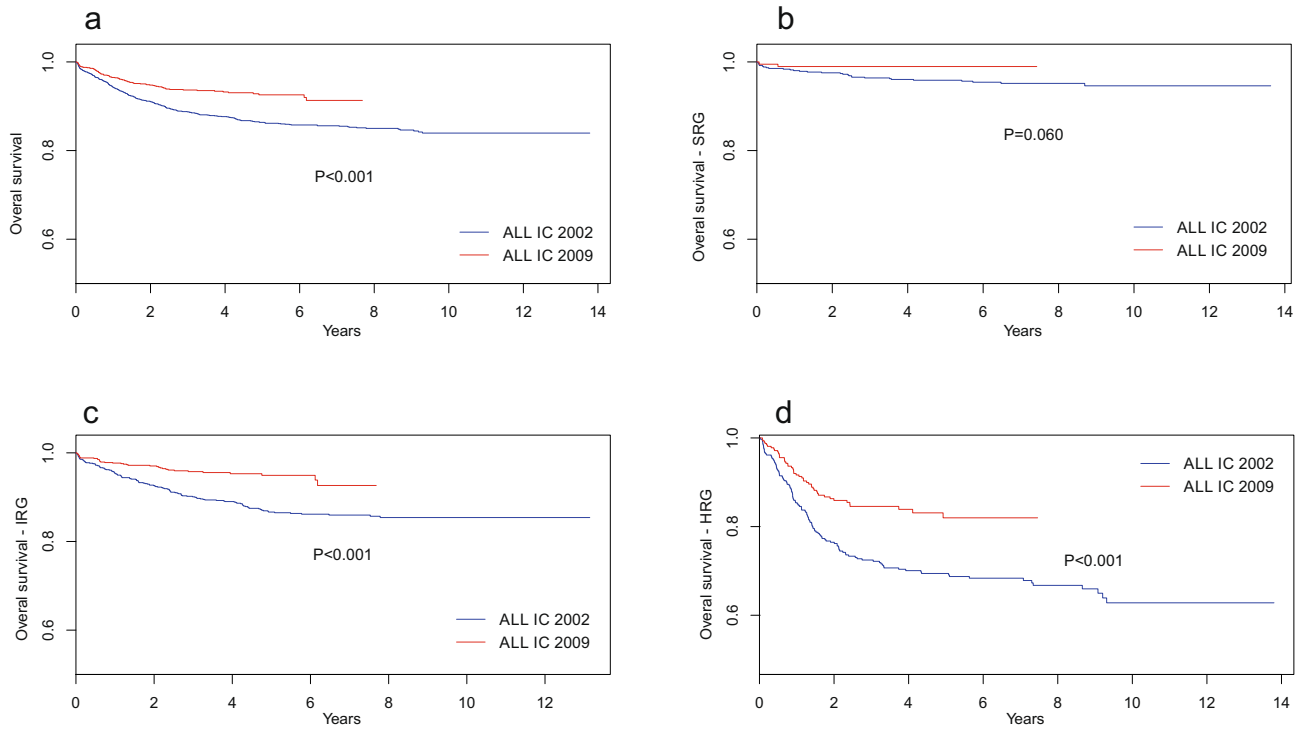 a
Overal survival
1.0
0.8
0.6
P<0.001
ALL IC 2002
ALL IC 2009
0 2 4 6 8 10 12 14
Years
b
Overal survival - SRG
1.0
0.8
0.6
P=0.060
ALL IC 2002
ALL IC 2009
0 2 4 6 8 10 12 14
Years
c
Overal survival - IRG
1.0
0.8
0.6
P<0.001
ALL IC 2002
ALL IC 2009
0 2 4 6 8 10 12
Years
d
Overal survival - HRG
1.0
0.8
0.6
ALL IC 2002
ALL IC 2009
P<0.001
0 2 4 6 8 10 12 14
Years